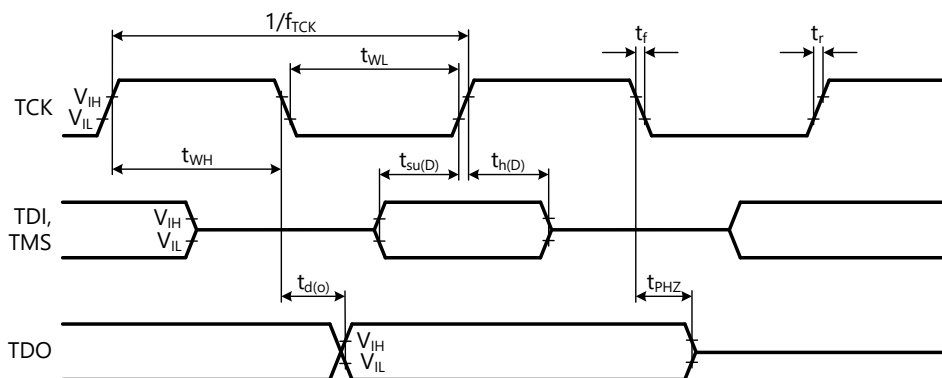 1/fTCK
tf
tr
tWL
TCK
VIH
VIL
tWH
tsu(D)
th(D)
TDI,
TMS
VIH
VIL
td(o)
tPHZ
TDO
VIH
VIL